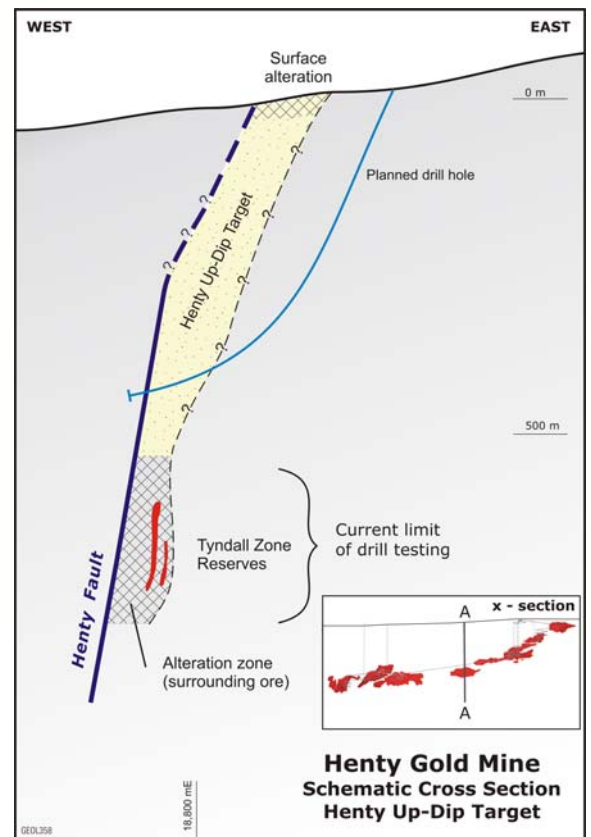 WEST
EAST
Surface
alteration
0 m
Planned drill hole
?
?
?
?
?
?
?
?
Henty Up-Dip Target
500 m
Tyndall Zone
Reserves
Current limit
of drill testing
Henty Fault
Alteration zone
(surrounding ore)
x - section
A
A
Henty Gold Mine
Schematic Cross Section
Henty Up-Dip Target
18,800 mE
GEOL358